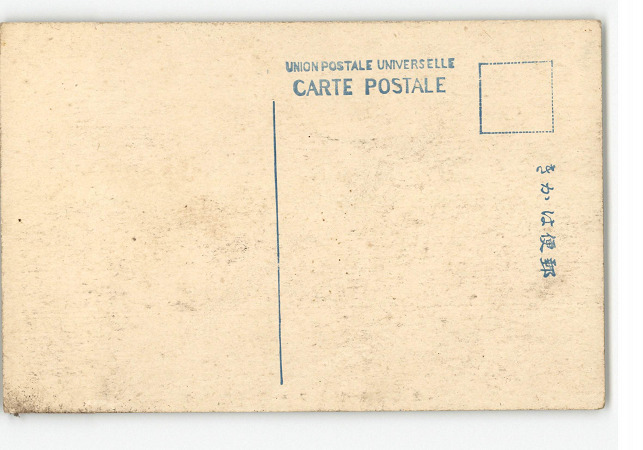 UNION POSTALE UNIVERSELLE
CARTE POSTALE
きかは便郵